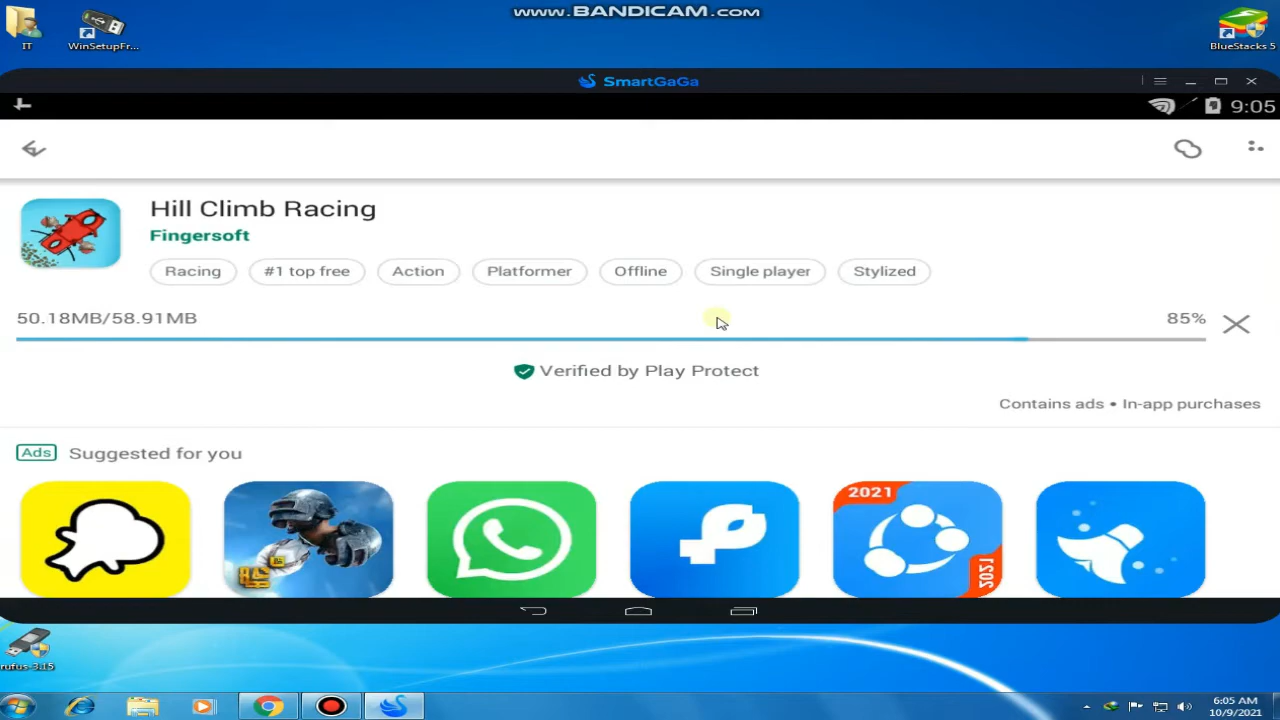 www.BANDICAM.com
IT
WinSetupFr...
BlueStacks 5
SmartGaGa
9:05
Hill Climb Racing
Fingersoft
Racing
#1 top free
Action
Platformer
Offline
Single player
Stylized
50.18MB/58.91MB
85%
Verified by Play Protect
Contains ads • In-app purchases
Ads Suggested for you
2021
2021
rufus-3.15
6:05 AM
10/9/2021